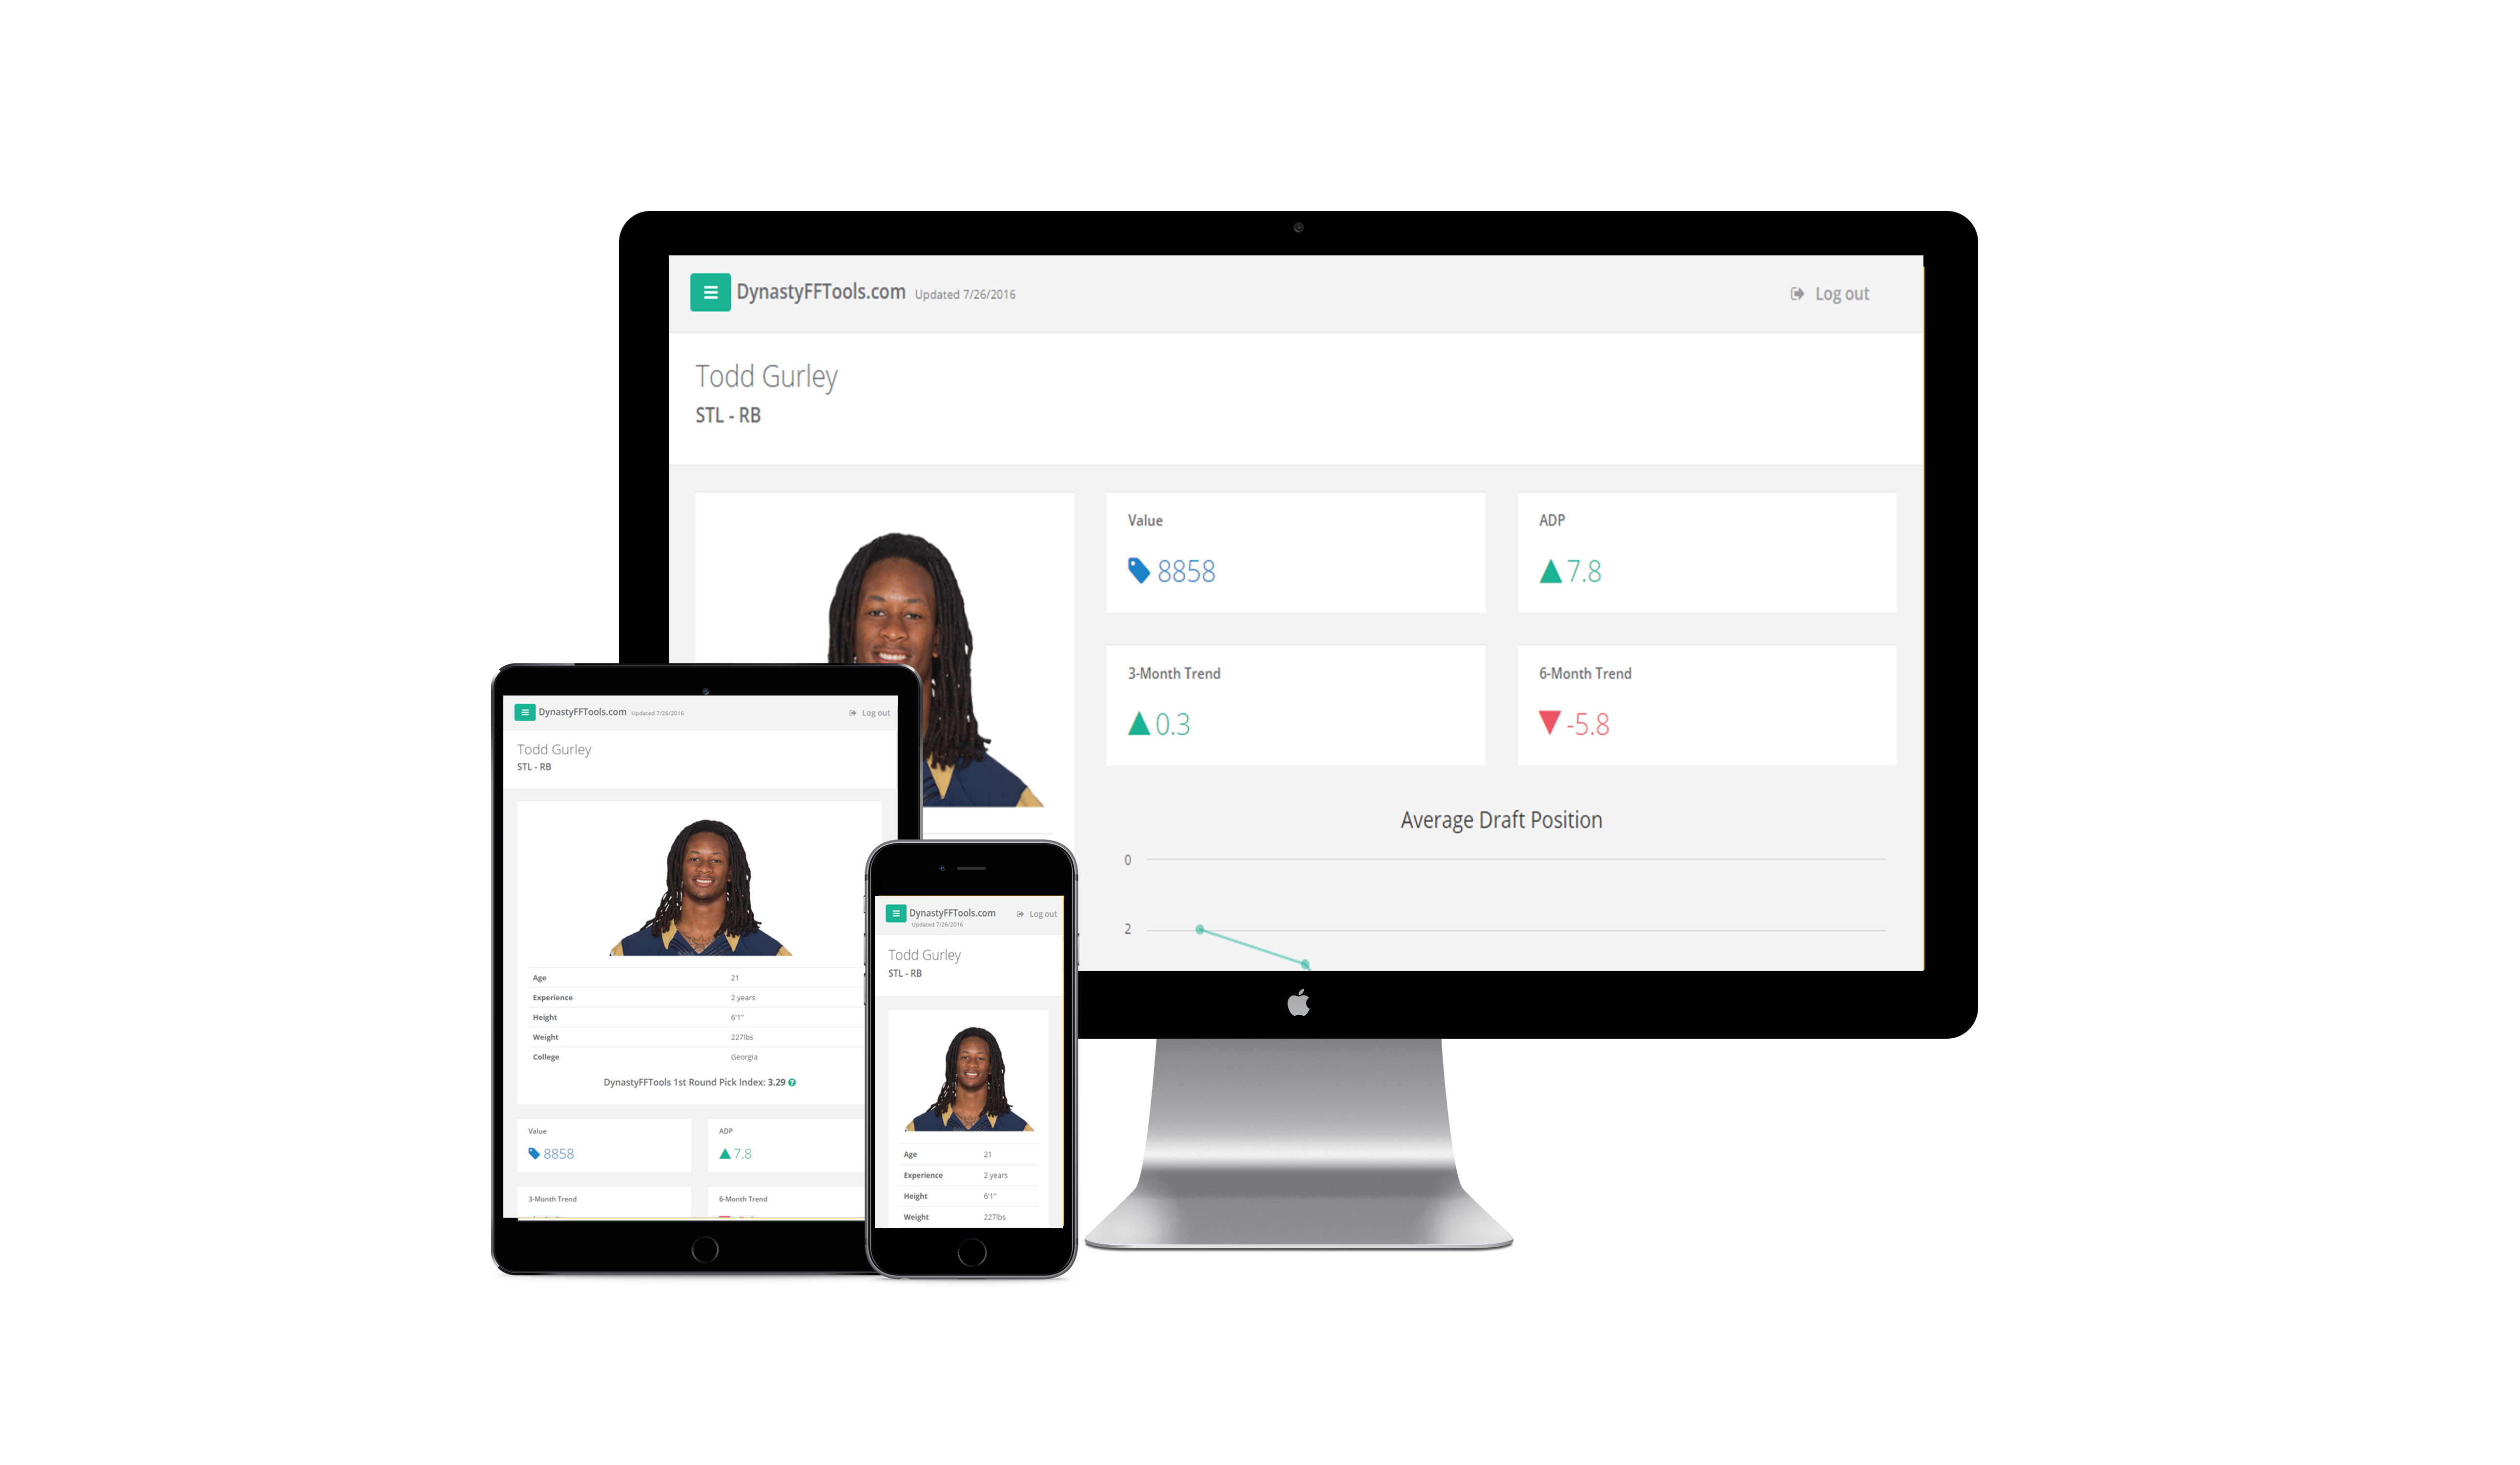 DynastyFFTools.com Updated 7/26/2016 Log out
Todd Gurley
STL - RB
Value
8858
ADP
7.8
3-Month Trend
0.3
6-Month Trend
-5.8
Average Draft Position
0
2
DynastyFFTools.com Updated 7/26/2016 Log out
Todd Gurley
STL - RB
Age 21
Experience 2 years
Height 6'1"
Weight 227lbs
College Georgia
DynastyFFTools 1st Round Pick Index: 3.29 ?
Value
8858
ADP
7.8
3-Month Trend
6-Month Trend
DynastyFFTools.com Log out
Updated 7/26/2016
Todd Gurley
STL - RB
Age 21
Experience 2 years
Height 6'1"
Weight 227lbs